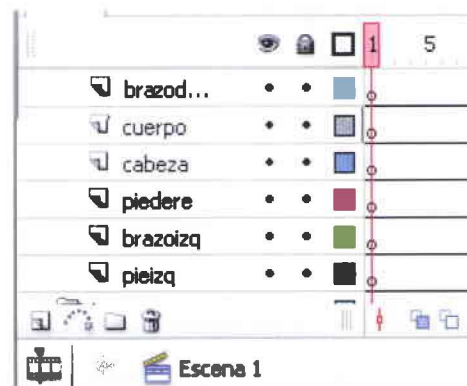 1 5
brazod...
cuerpo
cabeza
piedere
brazoizq
pieizq
Escena 1